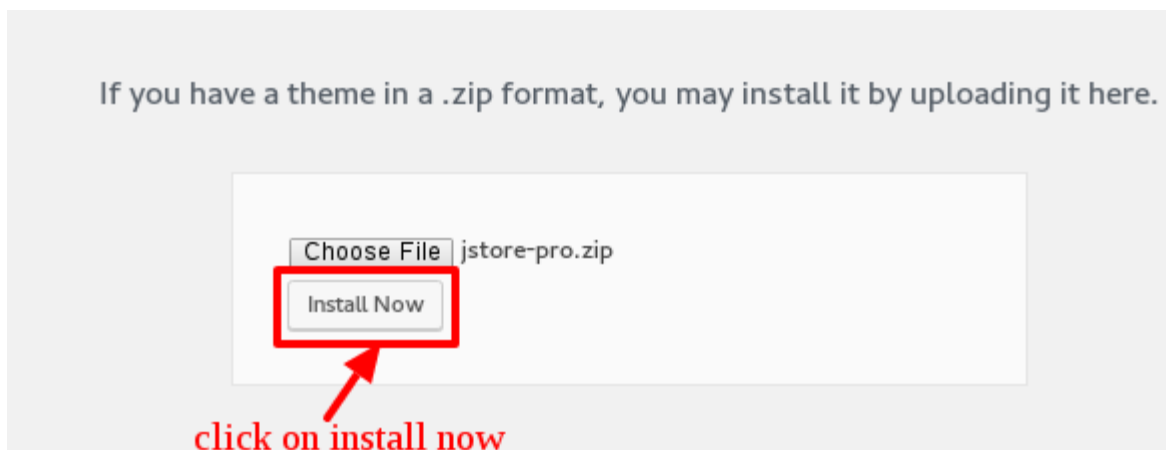 If you have a theme in a .zip format, you may install it by uploading it here.
Choose File jstore-pro.zip
Install Now
click on install now